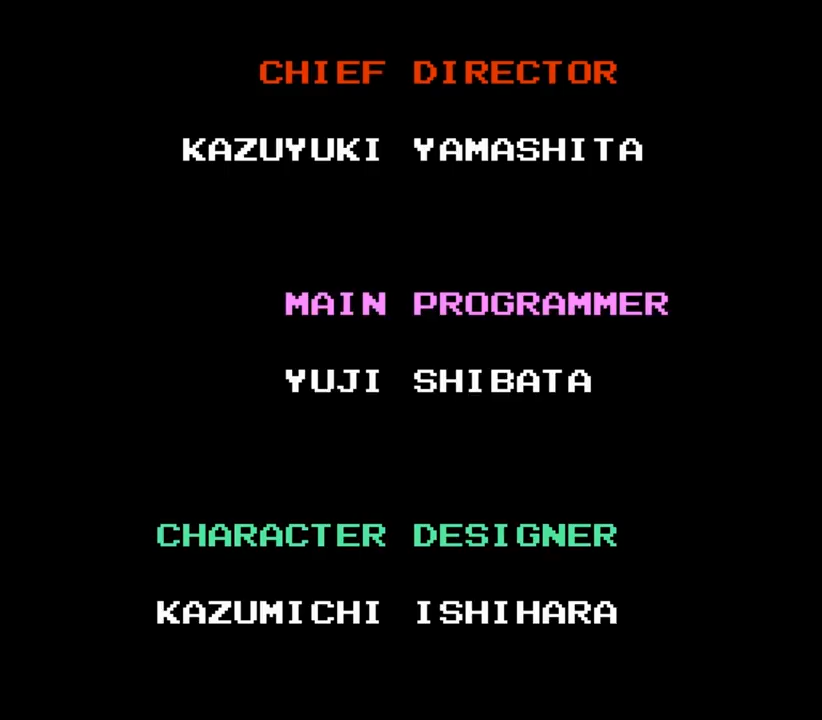 CHIEF DIRECTOR
KAZUYUKI YAMASHITA
MAIN PROGRAMMER
YUJI SHIBATA
CHARACTER DESIGNER
KAZUMICHI ISHIHARA